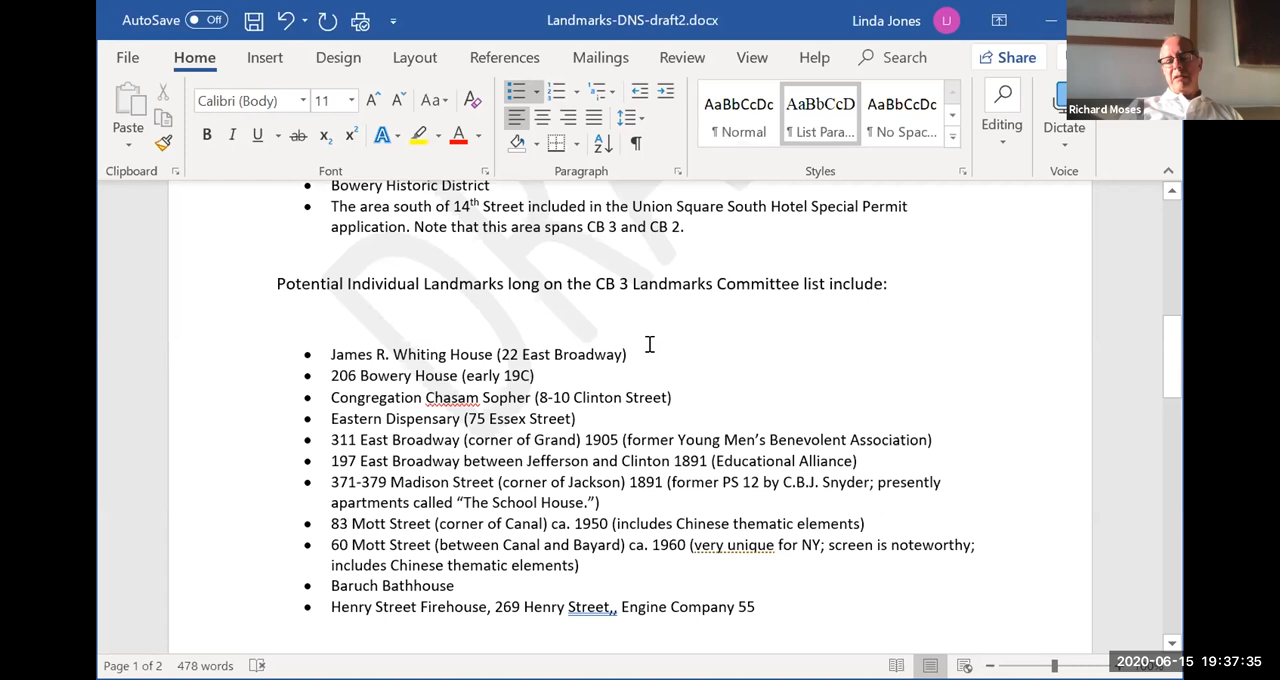 AutoSave Off Landmarks-DNS-draft2.docx Linda Jones LJ
File Home Insert Design Layout References Mailings Review View Help Search Share
Richard Moses
Calibri (Body) 11 Aa AaBbCcDc AaBbCcD AaBbCcDc
Paste ¶ Normal ¶ List Para... ¶ No Spac... Editing Dictate
Clipboard Font Paragraph Styles Voice
• Bowery Historic District
• The area south of 14th Street included in the Union Square South Hotel Special Permit
application. Note that this area spans CB 3 and CB 2.
Potential Individual Landmarks long on the CB 3 Landmarks Committee list include:
• James R. Whiting House (22 East Broadway)
• 206 Bowery House (early 19C)
• Congregation Chasam Sopher (8-10 Clinton Street)
• Eastern Dispensary (75 Essex Street)
• 311 East Broadway (corner of Grand) 1905 (former Young Men’s Benevolent Association)
• 197 East Broadway between Jefferson and Clinton 1891 (Educational Alliance)
• 371-379 Madison Street (corner of Jackson) 1891 (former PS 12 by C.B.J. Snyder; presently
apartments called “The School House.”)
• 83 Mott Street (corner of Canal) ca. 1950 (includes Chinese thematic elements)
• 60 Mott Street (between Canal and Bayard) ca. 1960 (very unique for NY; screen is noteworthy;
includes Chinese thematic elements)
• Baruch Bathhouse
• Henry Street Firehouse, 269 Henry Street,, Engine Company 55
Page 1 of 2 478 words
2020-06-15 19:37:35